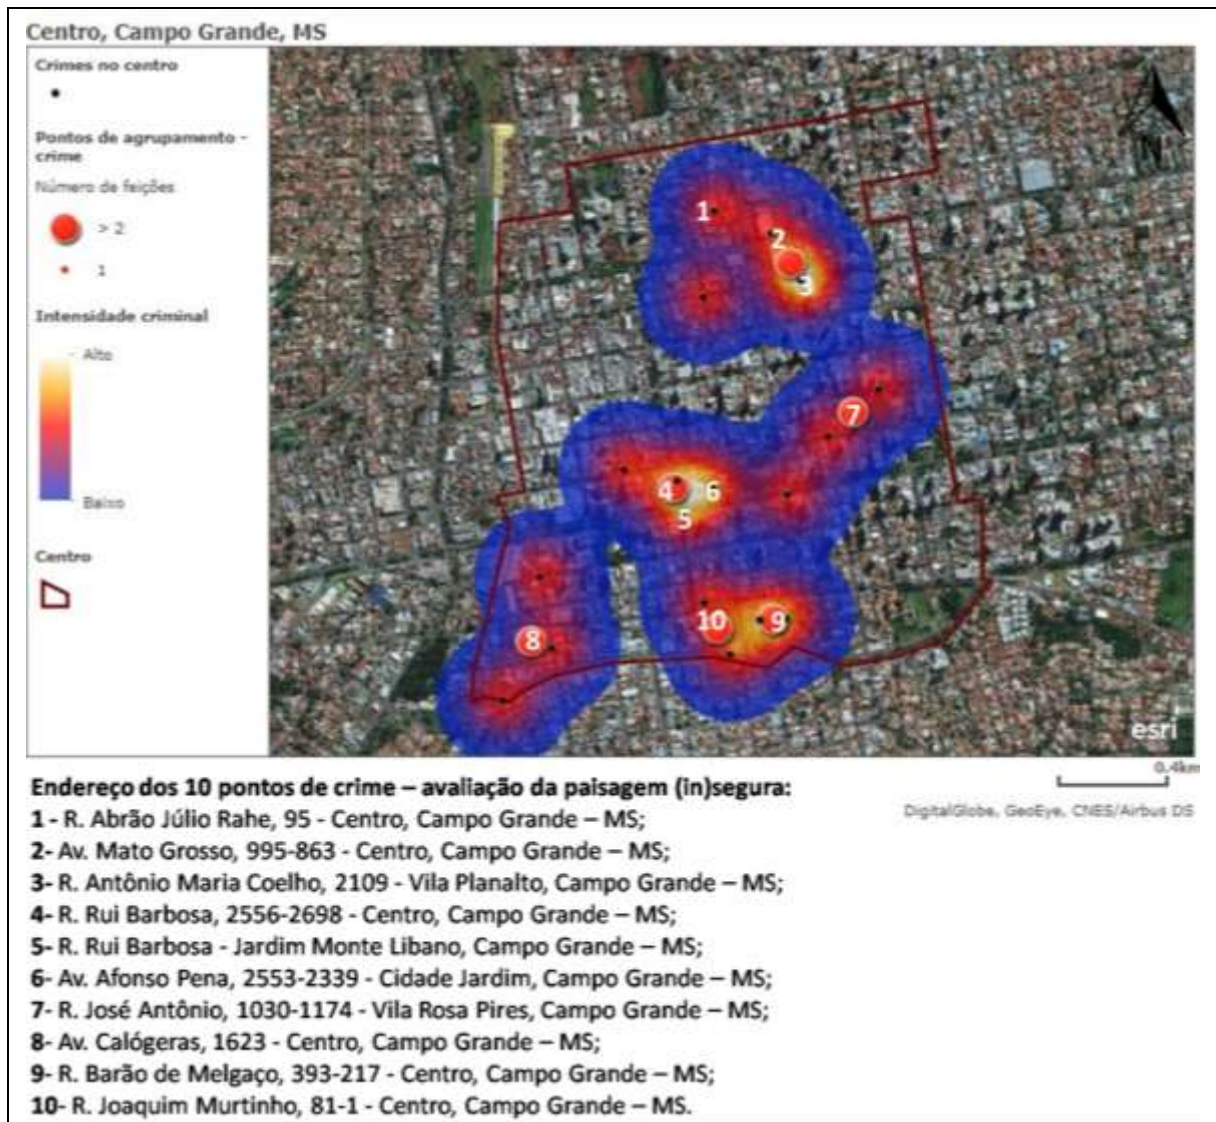 Centro, Campo Grande, MS
Crimes no centro
Pontos de agrupamento -
crime
Número de feições
> 2
1
Intensidade criminal
Alto
Baixo
Centro
1
2
3
7
4
6
5
8
10
9
N
esri
0.4km
DigitalGlobe, GeoEye, CNES/Airbus DS
Endereço dos 10 pontos de crime – avaliação da paisagem (in)segura:
1 - R. Abrão Júlio Rahe, 95 - Centro, Campo Grande – MS;
2- Av. Mato Grosso, 995-863 - Centro, Campo Grande – MS;
3- R. Antônio Maria Coelho, 2109 - Vila Planalto, Campo Grande – MS;
4- R. Rui Barbosa, 2556-2698 - Centro, Campo Grande – MS;
5- R. Rui Barbosa - Jardim Monte Libano, Campo Grande – MS;
6- Av. Afonso Pena, 2553-2339 - Cidade Jardim, Campo Grande – MS;
7- R. José Antônio, 1030-1174 - Vila Rosa Pires, Campo Grande – MS;
8- Av. Calógeras, 1623 - Centro, Campo Grande – MS;
9- R. Barão de Melgaço, 393-217 - Centro, Campo Grande – MS;
10- R. Joaquim Murtinho, 81-1 - Centro, Campo Grande – MS.